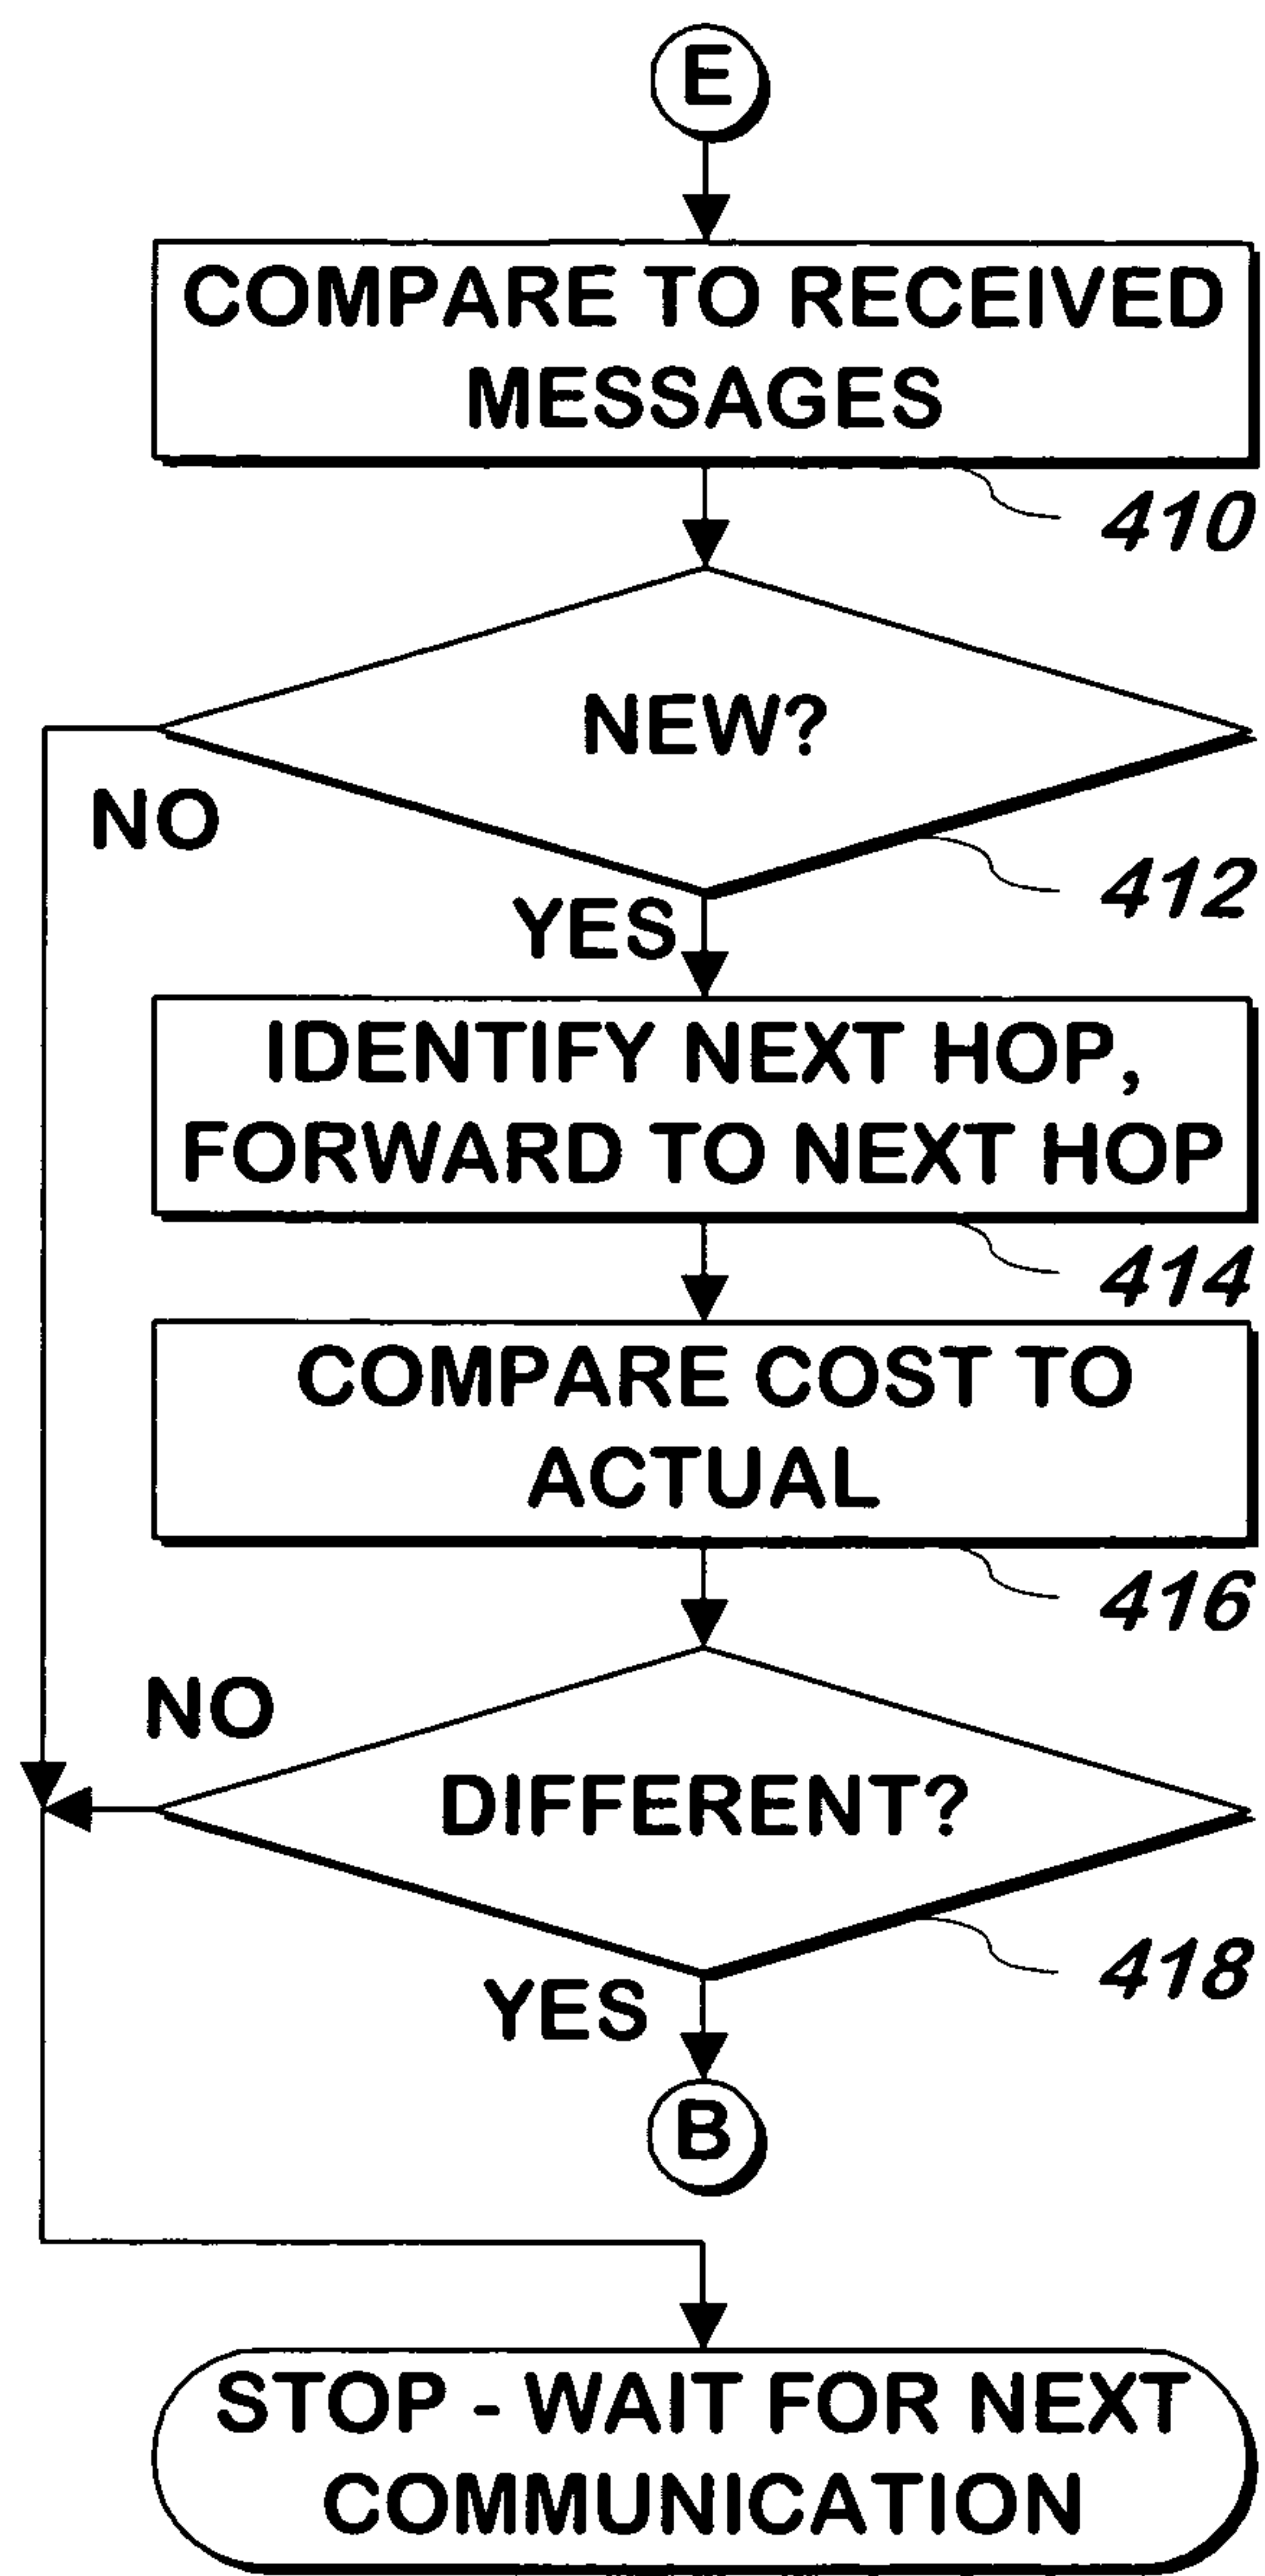 E
COMPARE TO RECEIVED
MESSAGES
410
NEW?
NO
412
YES
IDENTIFY NEXT HOP,
FORWARD TO NEXT HOP
414
COMPARE COST TO
ACTUAL
416
NO
DIFFERENT?
418
YES
B
STOP - WAIT FOR NEXT
COMMUNICATION